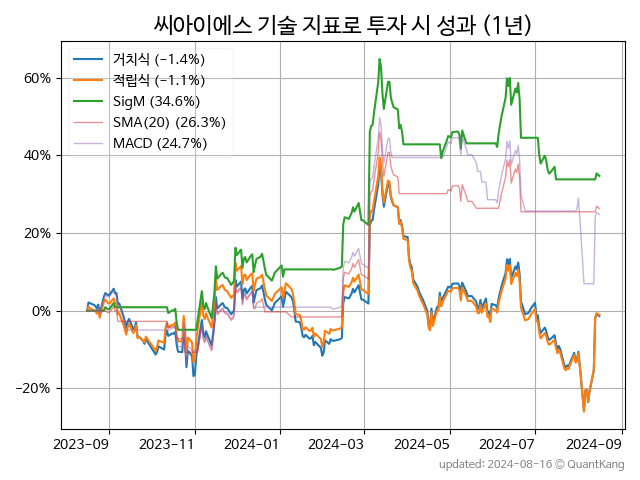 씨아이에스 기술 지표로 투자 시 성과 (1년)
거치식 (−1.4%)
적립식 (−1.1%)
SigM (34.6%)
SMA(20) (26.3%)
MACD (24.7%)
60%
40%
20%
0%
−20%
2023−09 2023−11 2024−01 2024−03 2024−05 2024−07 2024−09
updated: 2024−08−16 © QuantKang